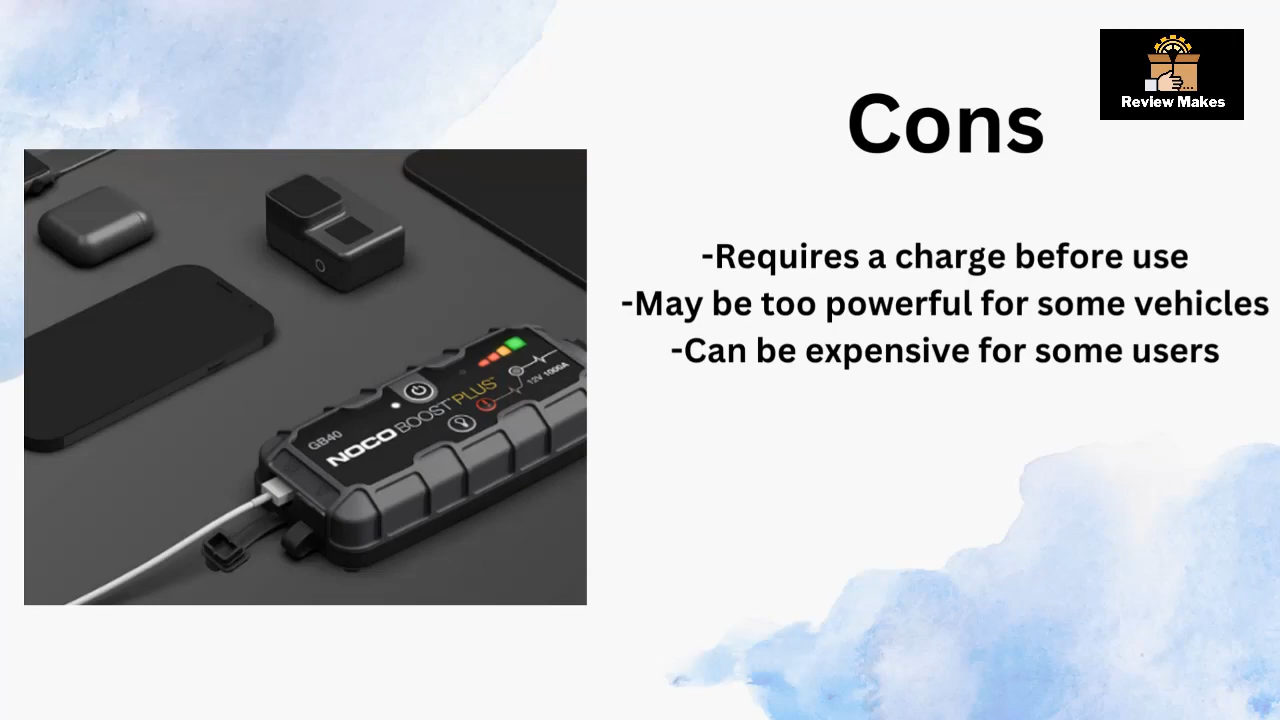 Cons
Review Makes
-Requires a charge before use
-May be too powerful for some vehicles
-Can be expensive for some users
GB40
NOCO BOOST PLUS
12V 1000A